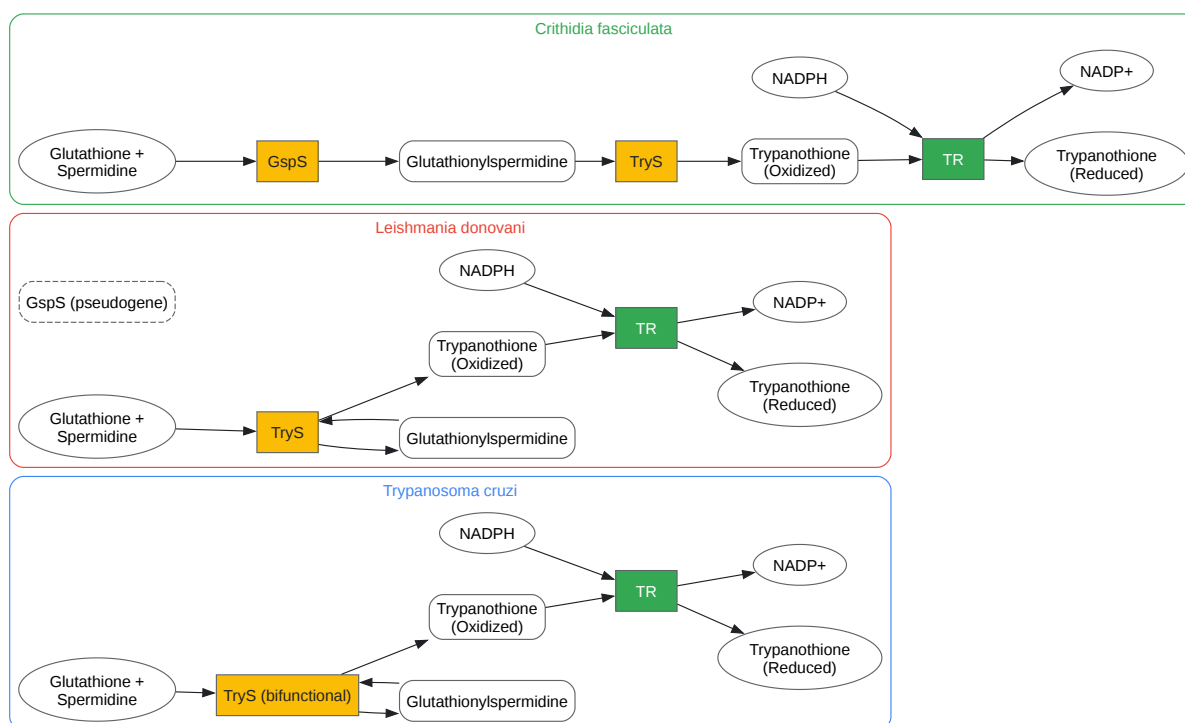 Crithidia fasciculata
NADPH
NADP+
Glutathione +
Spermidine
GspS
Glutathionylspermidine
TryS
Trypanothione
(Oxidized)
TR
Trypanothione
(Reduced)
Leishmania donovani
NADPH
GspS (pseudogene)
NADP+
TR
Trypanothione
(Oxidized)
Trypanothione
(Reduced)
Glutathione +
Spermidine
TryS
Glutathionylspermidine
Trypanosoma cruzi
NADPH
NADP+
TR
Trypanothione
(Oxidized)
Trypanothione
(Reduced)
Glutathione +
Spermidine
TryS (bifunctional)
Glutathionylspermidine